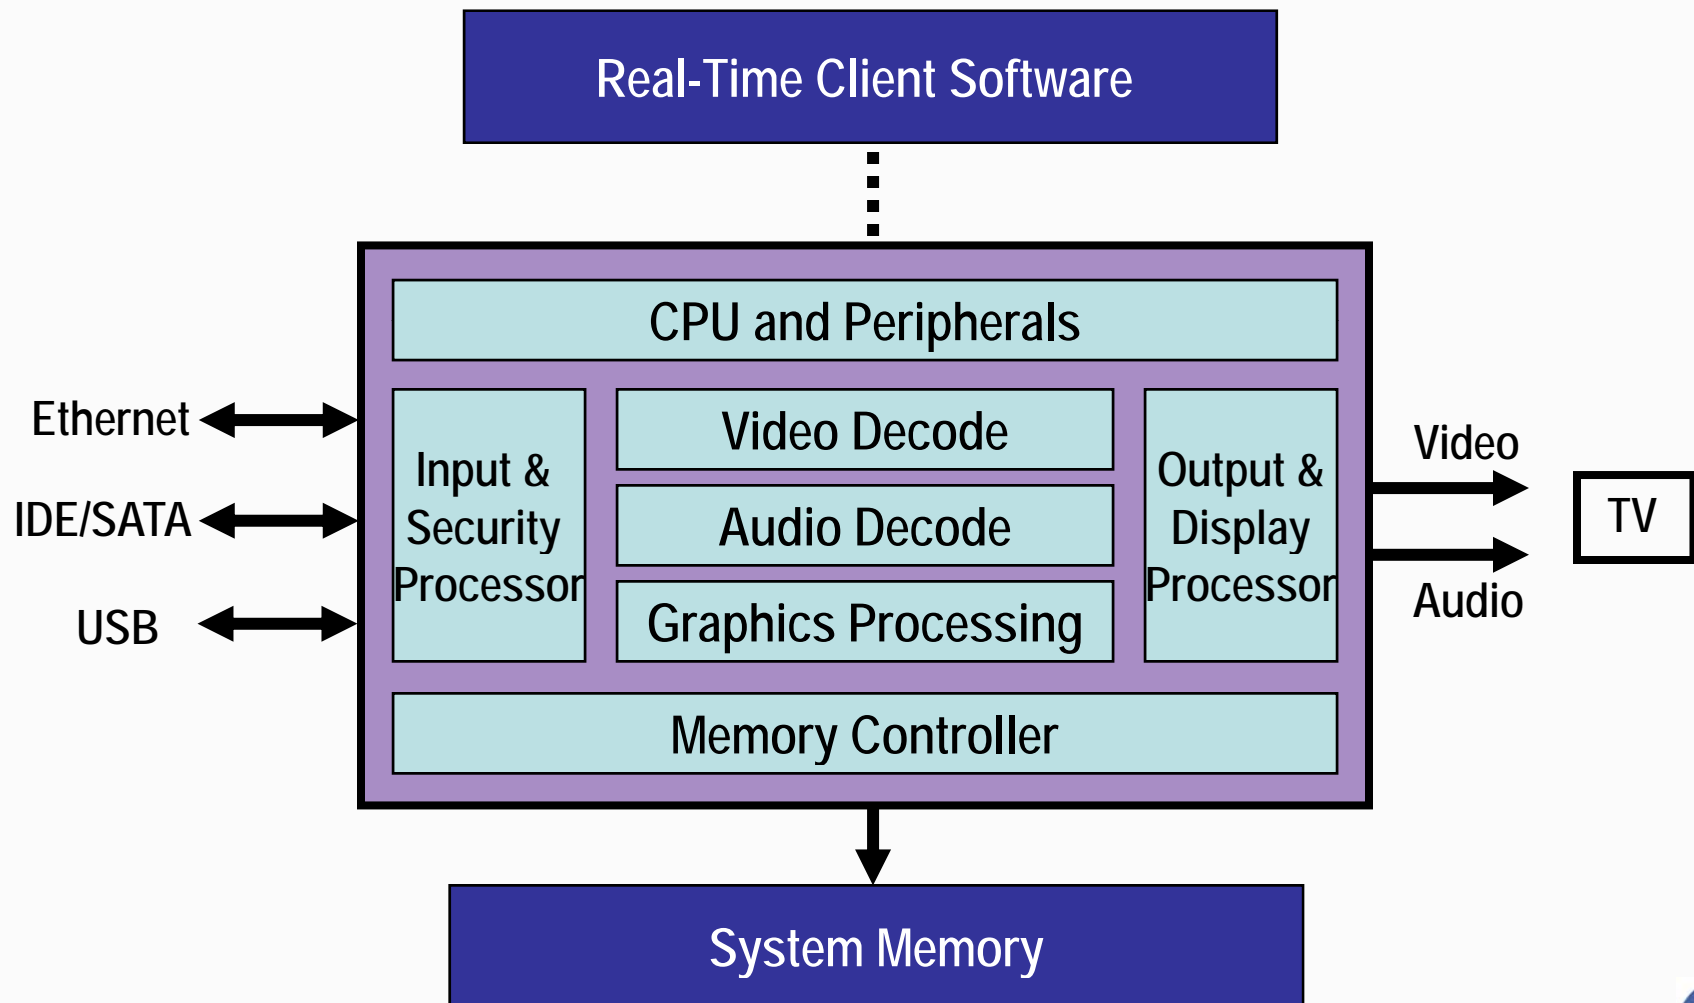 Real-Time Client Software
CPU and Peripherals
Ethernet
IDE/SATA
USB
Input &
Security
Processor
Video Decode
Audio Decode
Graphics Processing
Output &
Display
Processor
Video
Audio
TV
Memory Controller
System Memory